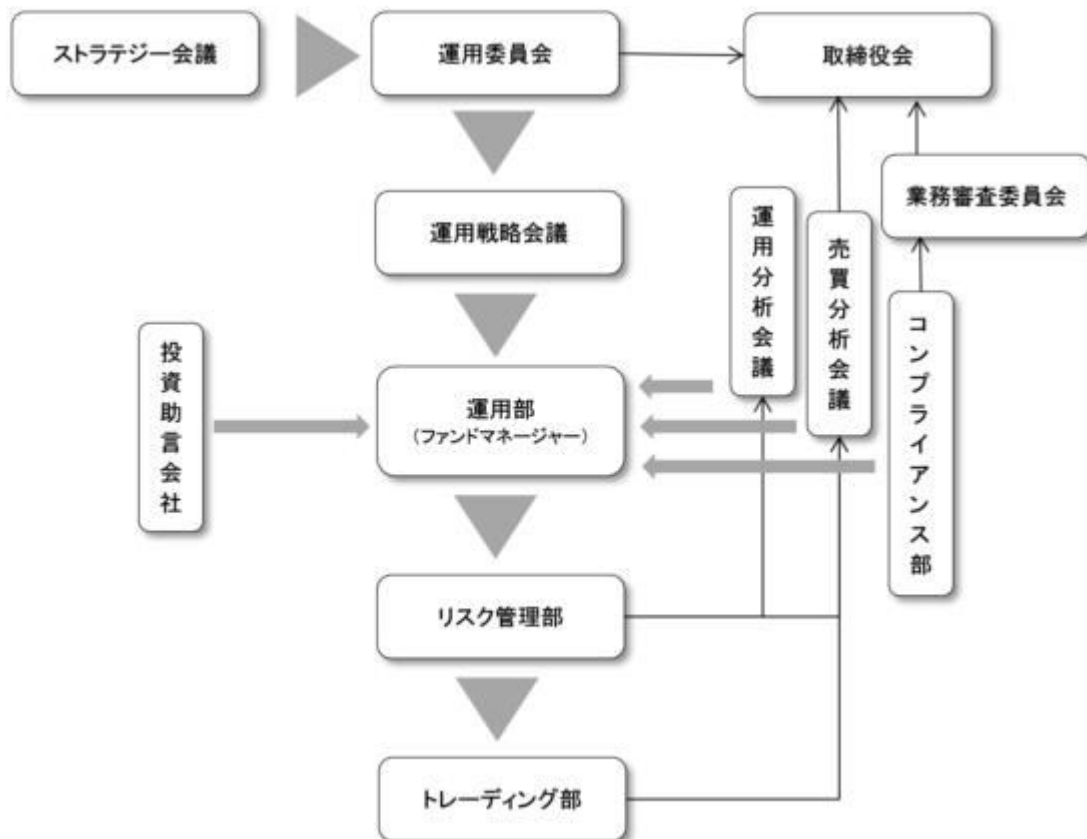 ストラテジー会議
運用委員会
取締役会
業務審査委員会
運用戦略会議
運用分析会議
売買分析会議
コンプライアンス部
投資助言会社
運用部
(ファンドマネージャー)
リスク管理部
トレーディング部